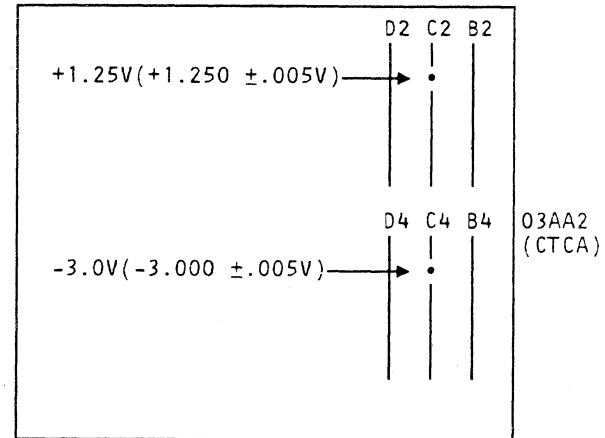 D2 C2 B2
+1.25V(+1.250 ±.005V)
D4 C4 B4 03AA2
(CTCA)
-3.0V(-3.000 ±.005V)